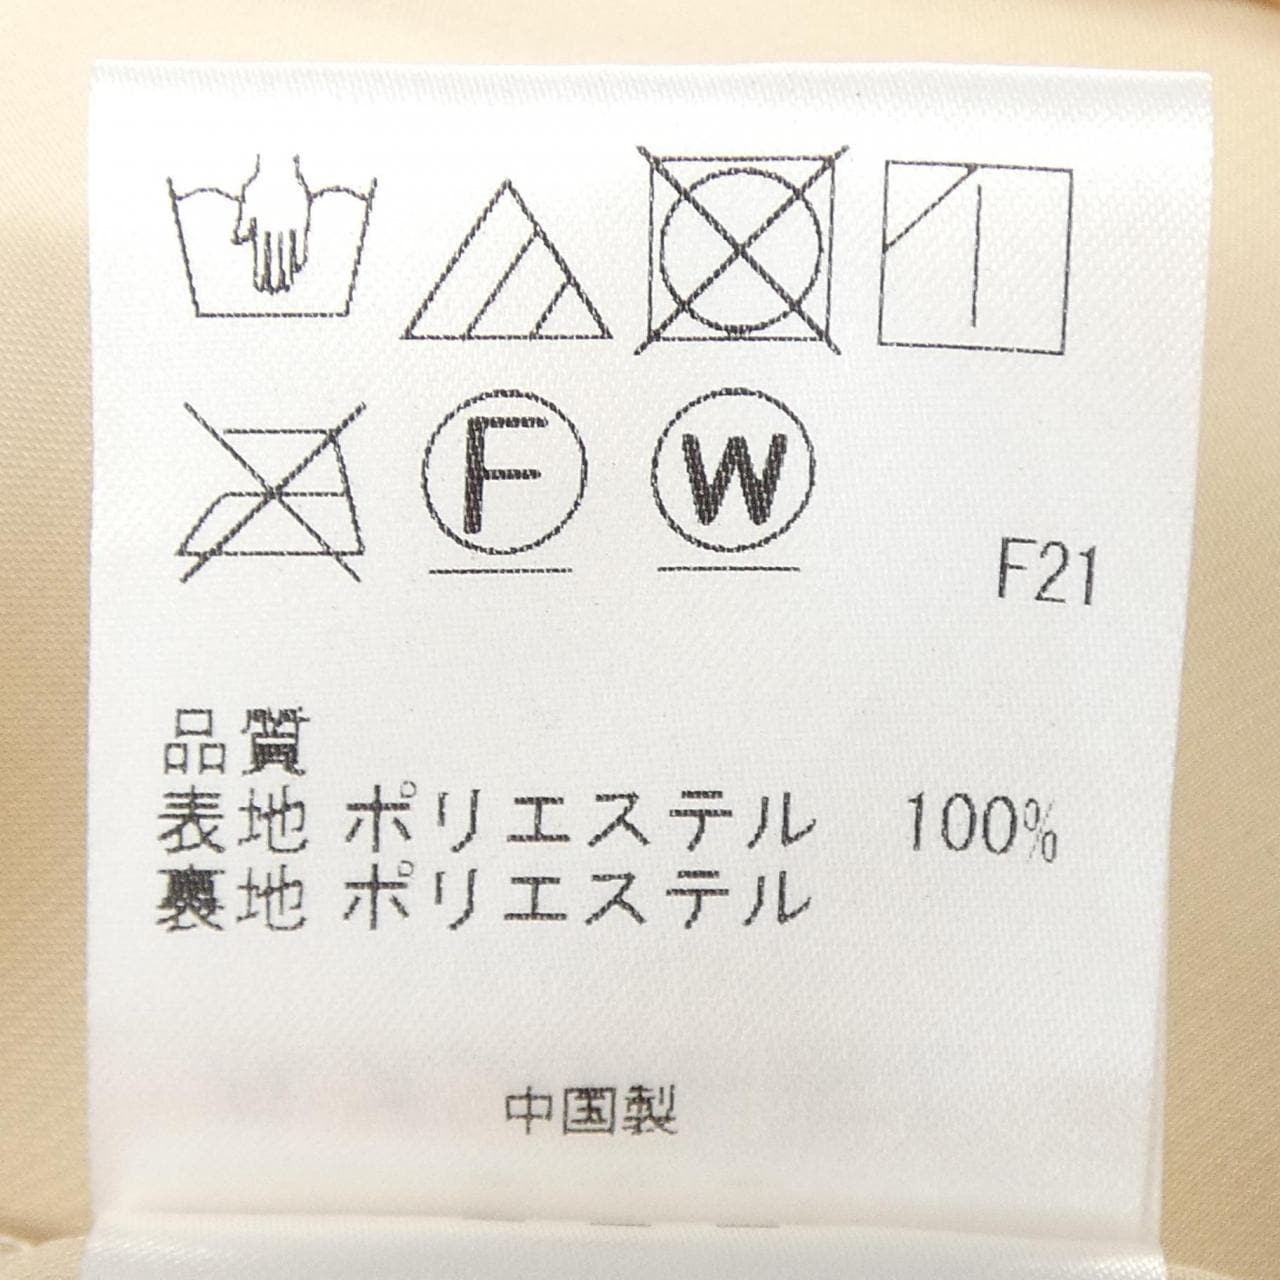 F W
F21
品質
表地 ポリエステル 100%
裏地 ポリエステル
中国製